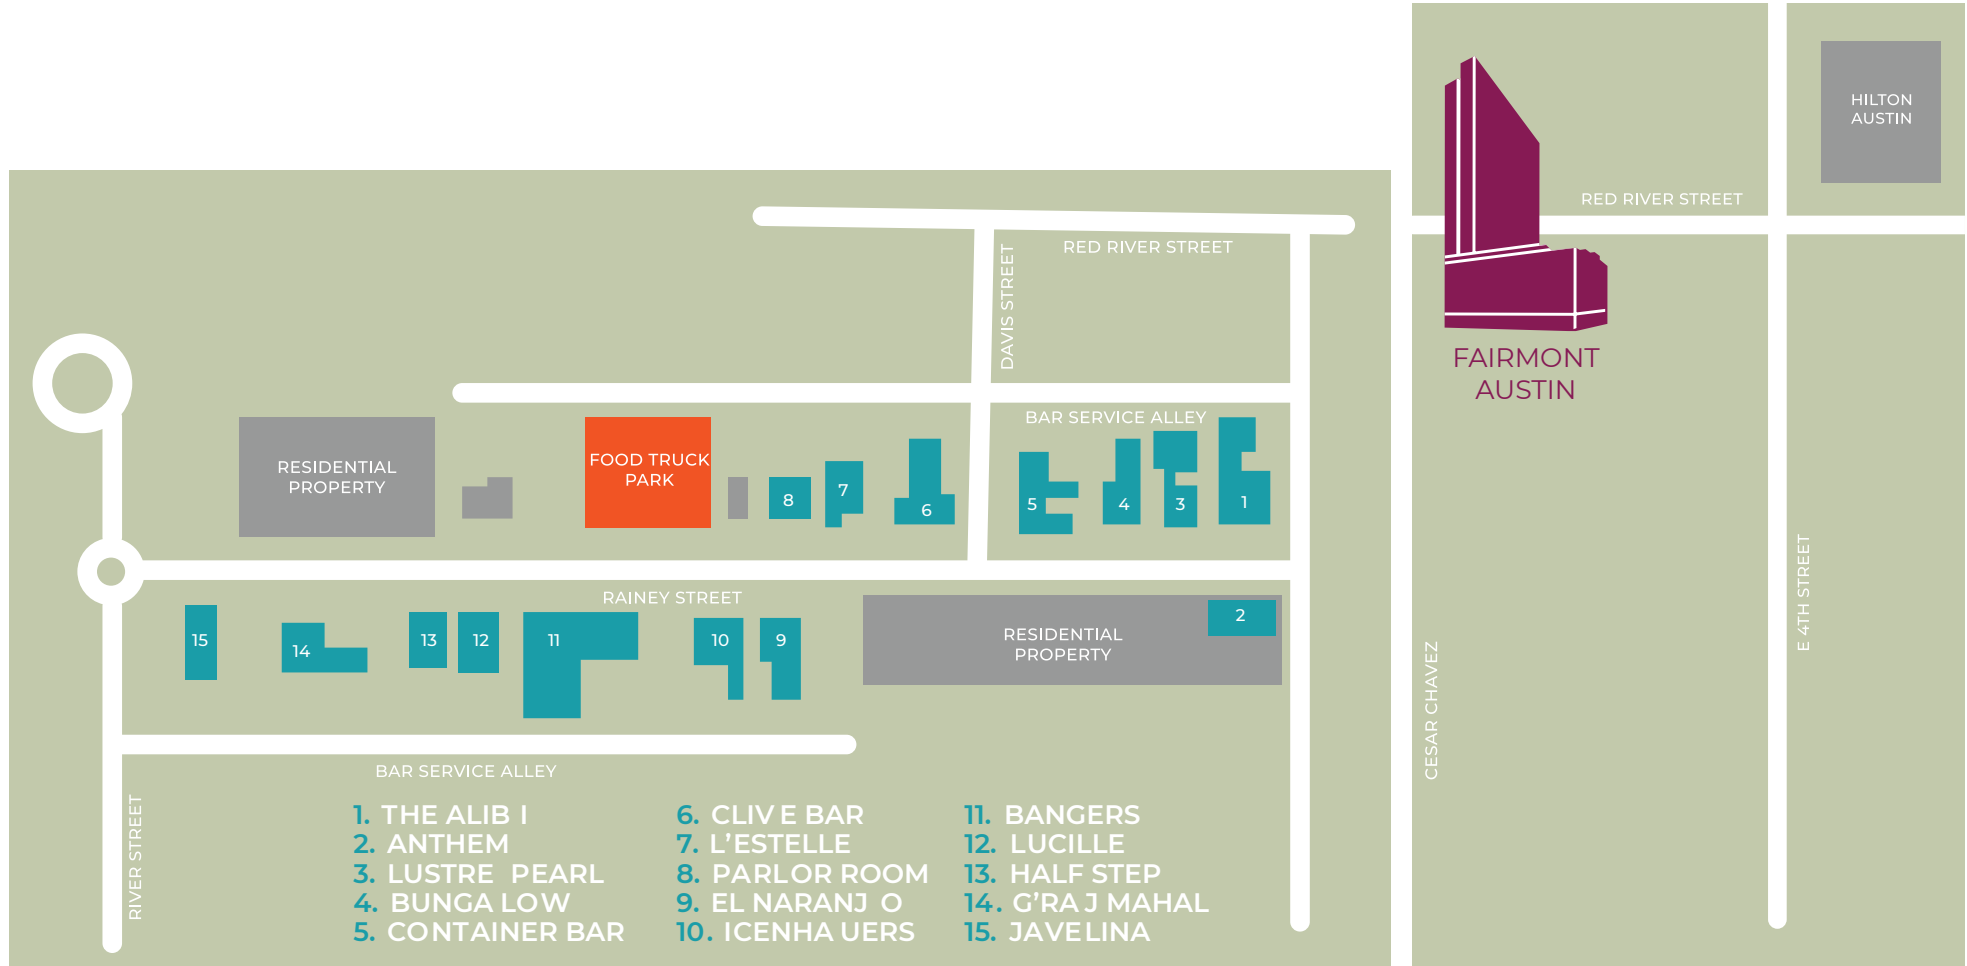 HILTON
AUSTIN
RED RIVER STREET
RED RIVER STREET
DAVIS STREET
FAIRMONT
AUSTIN
BAR SERVICE ALLEY
RESIDENTIAL
PROPERTY
FOOD TRUCK
PARK
8
7
6
5
4
3
1
E 4TH STREET
RAINEY STREET
15
14
13
12
11
10
9
RESIDENTIAL
PROPERTY
2
CESAR CHAVEZ
BAR SERVICE ALLEY
RIVER STREET
1. THE ALIB I
2. ANTHEM
3. LUSTRE PEARL
4. BUNGA LOW
5. CONTAINER BAR
6. CLIV E BAR
7. L’ESTELLE
8. PARLOR ROOM
9. EL NARANJ O
10. ICENHA UERS
11. BANGERS
12. LUCILLE
13. HALF STEP
14. G’RA J MAHAL
15. JAVELINA